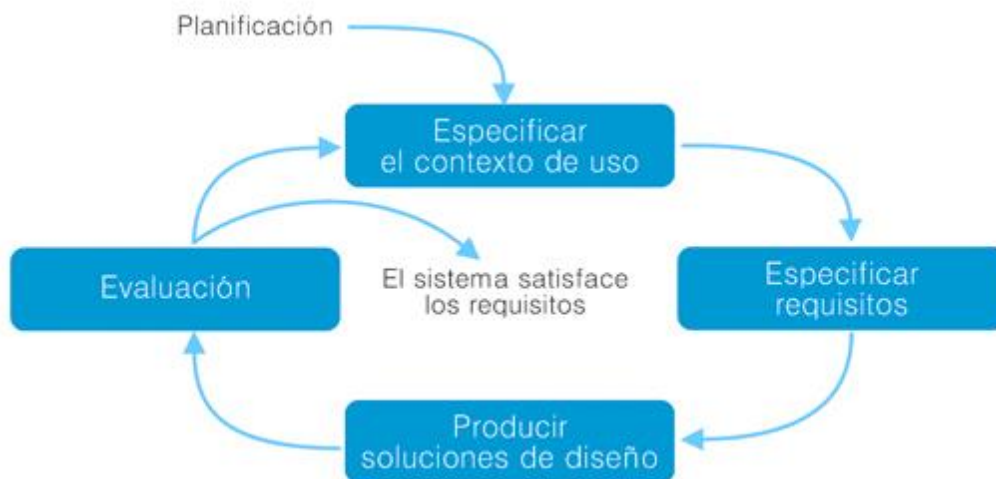 Planificación
Especificar
el contexto de uso
Evaluación
El sistema satisface
los requisitos
Especificar
requisitos
Producir
soluciones de diseño